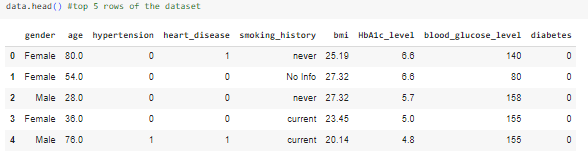 data.head() #top 5 rows of the dataset
gender age hypertension heart_disease smoking_history bmi HbA1c_level blood_glucose_level diabetes
0 Female 80.0 0 1 never 25.19 6.6 140 0
1 Female 54.0 0 0 No Info 27.32 6.6 80 0
2 Male 28.0 0 0 never 27.32 5.7 158 0
3 Female 36.0 0 0 current 23.45 5.0 155 0
4 Male 76.0 1 1 current 20.14 4.8 155 0